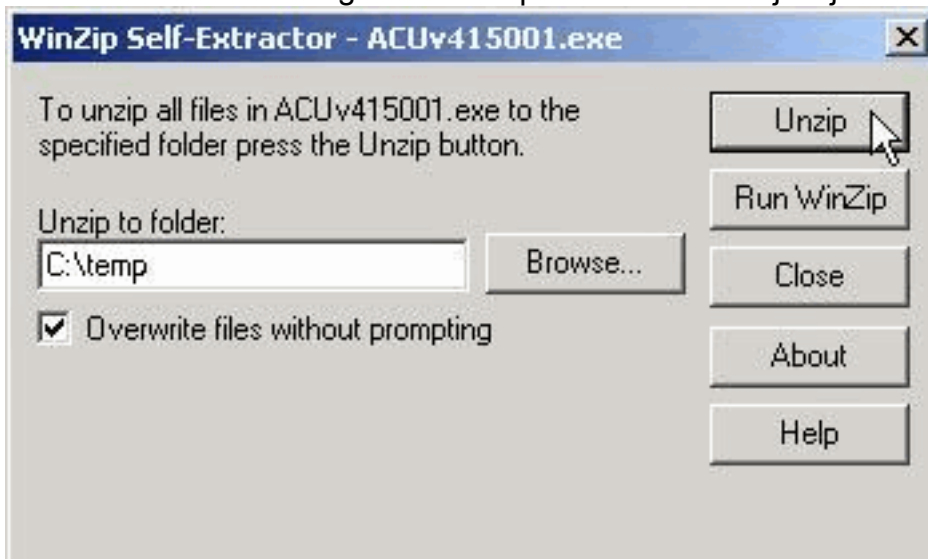 WinZip Self-Extractor - ACUv415001.exe
To unzip all files in ACUv415001.exe to the
specified folder press the Unzip button.
Unzip to folder:
C:\temp
Browse...
Overwrite files without prompting
Unzip
Run WinZip
Close
About
Help